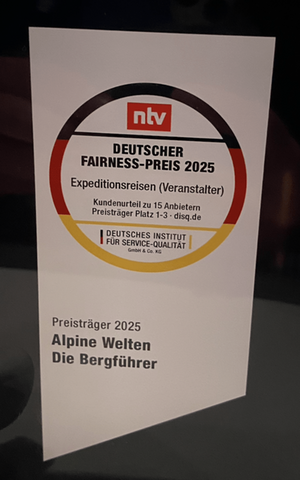 ntv
DEUTSCHER
FAIRNESS-PREIS 2025
Expeditionsreisen (Veranstalter)
Kundenurteil zu 15 Anbietern
Preisträger Platz 1-3 · disq.de
DEUTSCHES INSTITUT
FÜR SERVICE-QUALITÄT
GmbH & Co. KG
Preisträger 2025
Alpine Welten
Die Bergführer